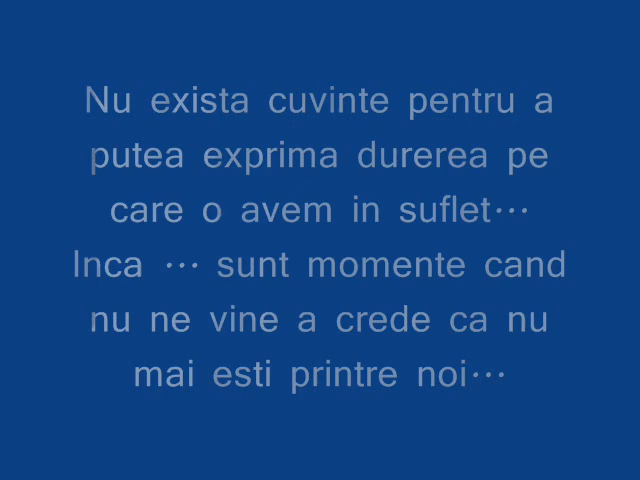 Nu exista cuvinte pentru a
putea exprima durerea pe
care o avem in suflet⋯
Inca ⋯ sunt momente cand
nu ne vine a crede ca nu
mai esti printre noi⋯